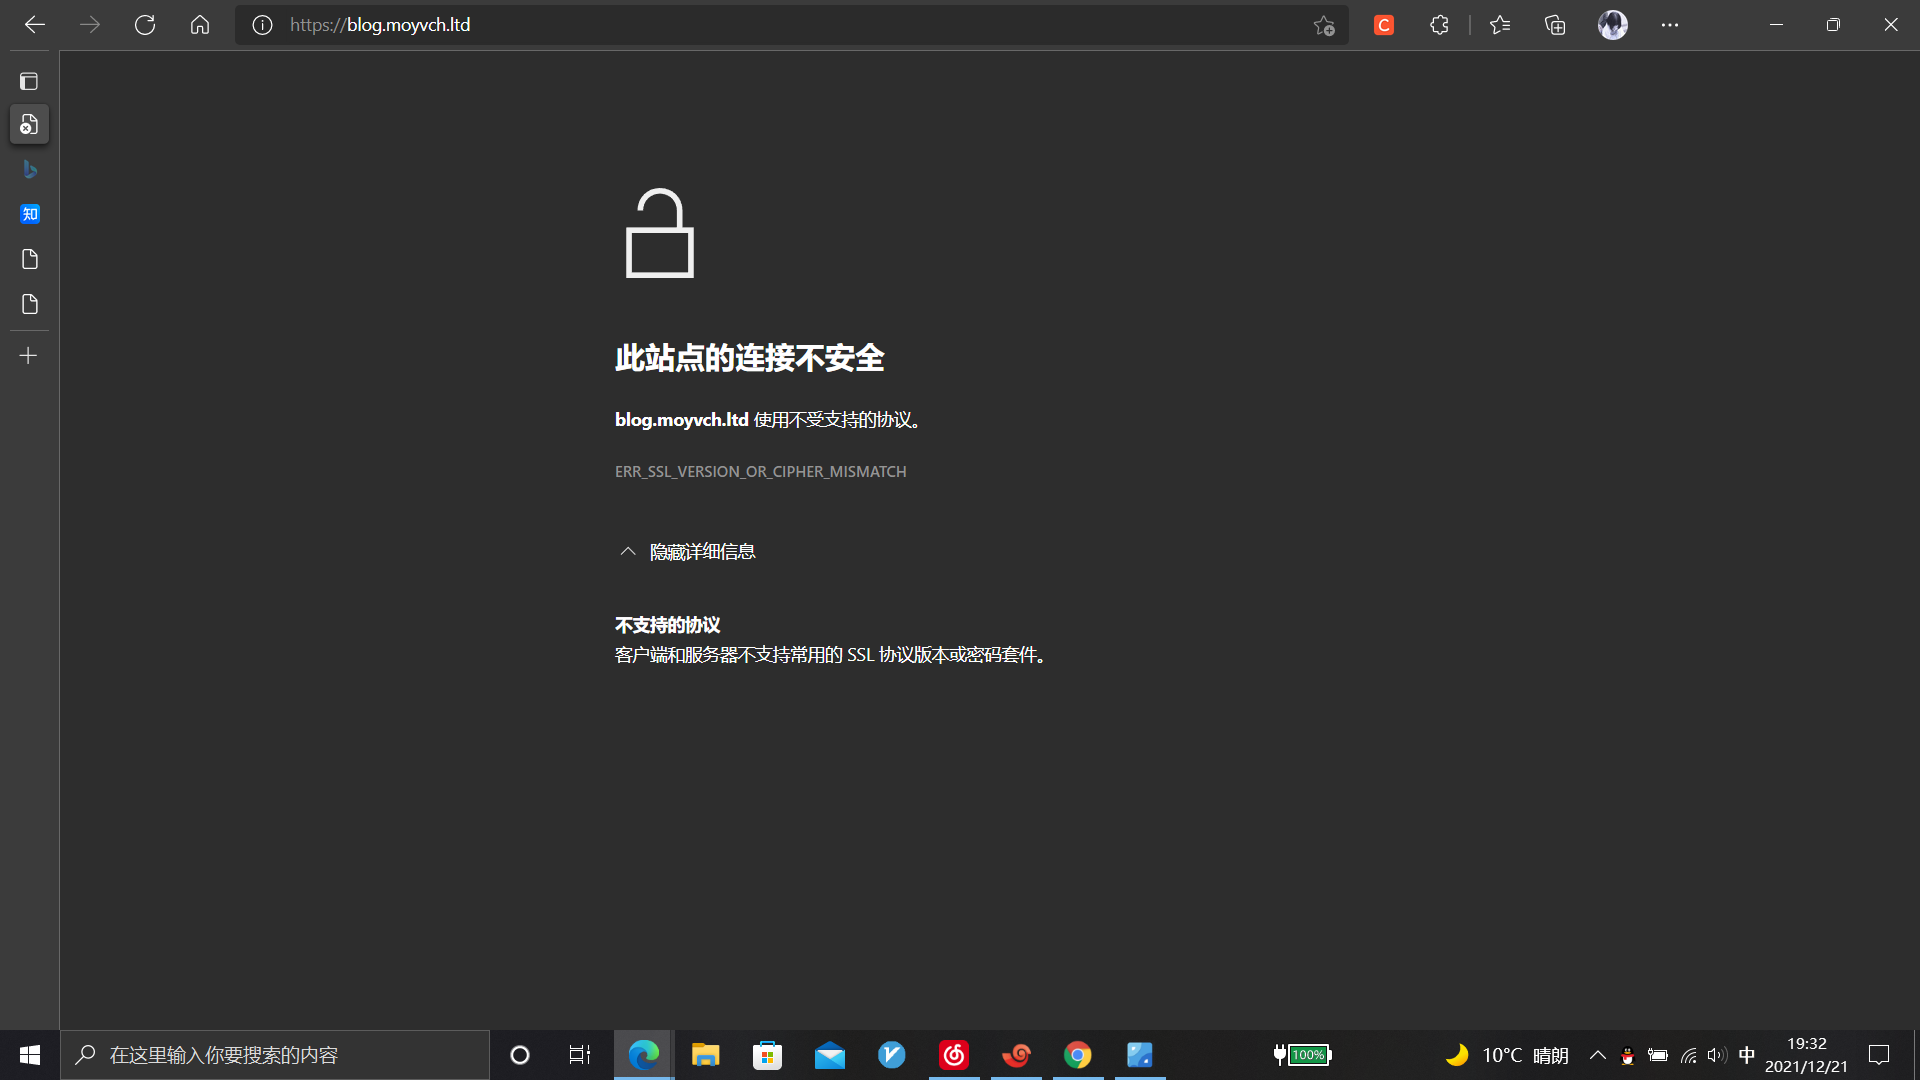 https://blog.moyvch.ltd
C
知
此站点的连接不安全
blog.moyvch.ltd 使用不受支持的协议。
ERR_SSL_VERSION_OR_CIPHER_MISMATCH
隐藏详细信息
不支持的协议
客户端和服务器不支持常用的 SSL 协议版本或密码套件。
在这里输入你要搜索的内容
100%
10°C 晴朗
中
19:32
2021/12/21